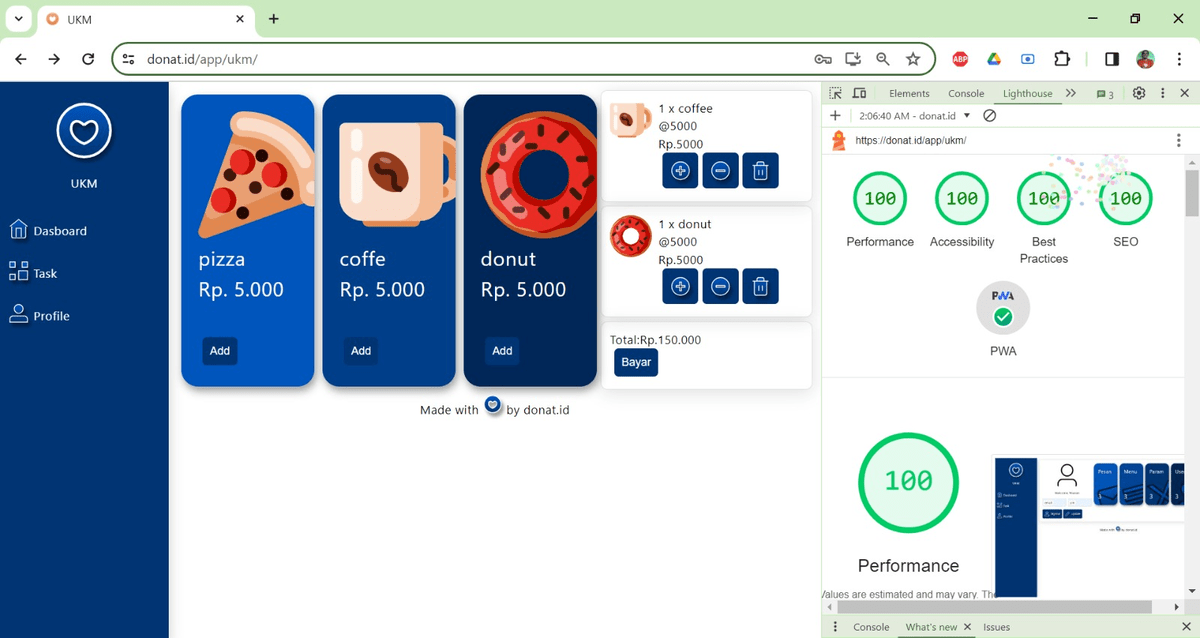 UKM
donat.id/app/ukm/
ABP
UKM
Dasboard
Task
Profile
pizza
Rp. 5.000
Add
coffe
Rp. 5.000
Add
donut
Rp. 5.000
Add
1 x coffee
@5000
Rp.5000
1 x donut
@5000
Rp.5000
Total:Rp.150.000
Bayar
Made with by donat.id
Elements Console Lighthouse 3
2:06:40 AM - donat.id
https://donat.id/app/ukm/
100 100 100 100
Performance Accessibility Best Practices SEO
PWA
PWA
100
Performance
Values are estimated and may vary. The
Pesan Menu Param
Console What's new Issues